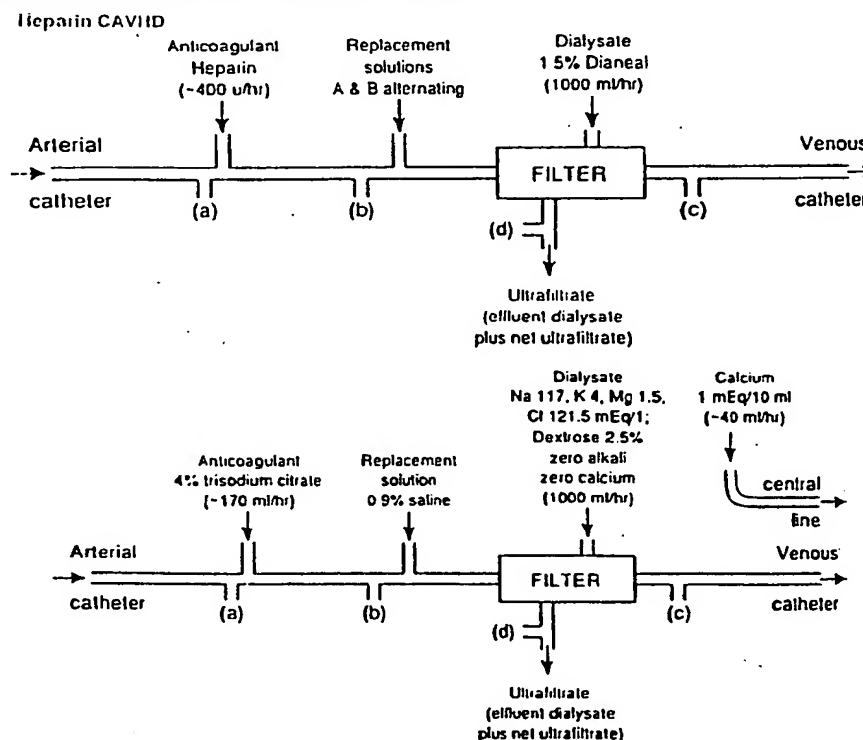 Heparin CAVHD
Anticoagulant
Heparin
(~400 u/hr)
Replacement
solutions
A & B alternating
Dialysate
1 5% Dianeal
(1000 ml/hr)
Arterial
catheter
(a)
(b)
FILTER
(c)
Venous
catheter
(d)
Ultrafiltrate
(effluent dialysate
plus net ultrafiltrate)
Anticoagulant
4% trisodium citrate
(~170 ml/hr)
Replacement
solution
0 9% saline
Dialysate
Na 117, K 4, Mg 1.5,
Cl 121.5 mEq/1;
Dextrose 2.5%
zero alkali
zero calcium
(1000 ml/hr)
Calcium
1 mEq/10 ml
(~40 ml/hr)
central
line
Arterial
catheter
(a)
(b)
FILTER
(c)
Venous
catheter
(d)
Ultrafiltrate
(effluent dialysate
plus net ultrafiltrate)